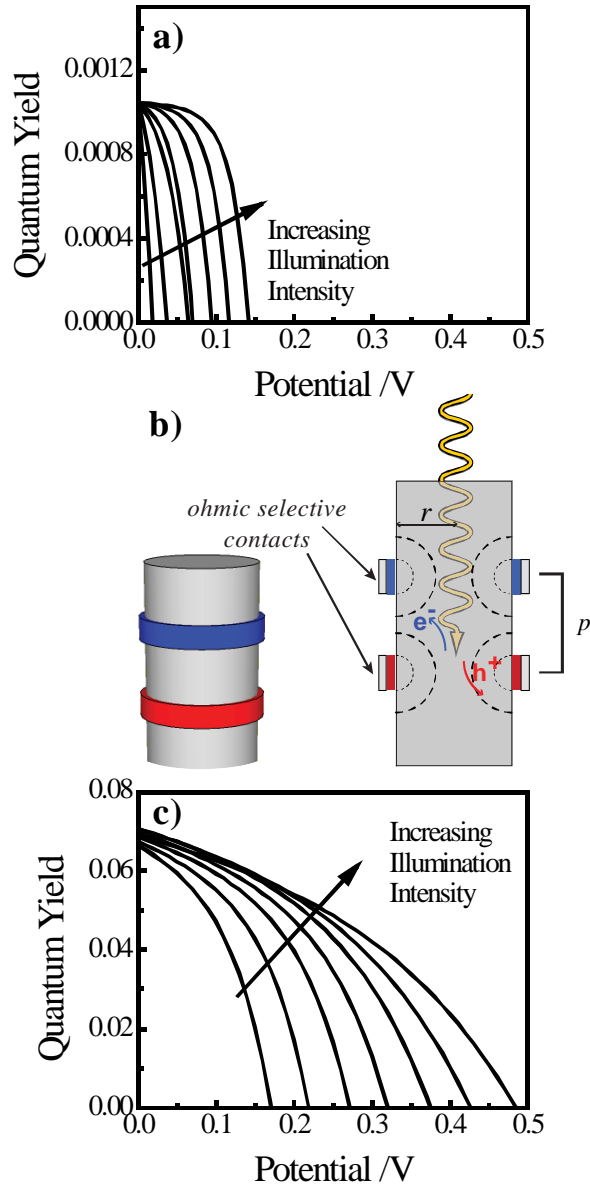 a)
Quantum Yield
0.0012
0.0008
0.0004
0.0000
Increasing
Illumination
Intensity
0.0 0.1 0.2 0.3 0.4 0.5
Potential /V
b)
ohmic selective
contacts
r
e-
h+
p
c)
Quantum Yield
0.08
0.06
0.04
0.02
0.00
Increasing
Illumination
Intensity
0.0 0.1 0.2 0.3 0.4 0.5
Potential /V